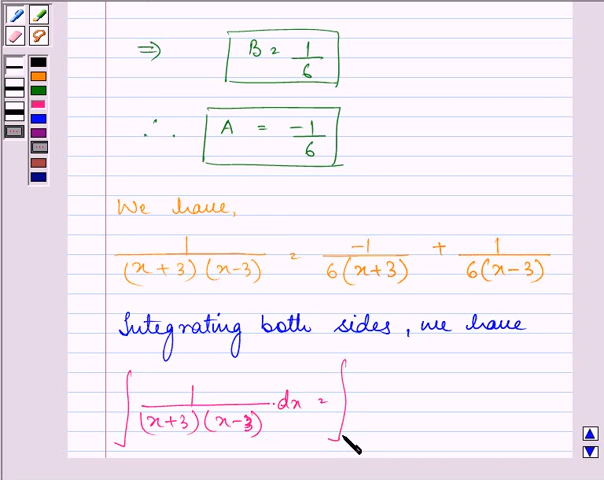 ⇒ B = 1/6
∴ A = -1/6
We have,
1/((x+3)(x-3)) = -1/(6(x+3)) + 1/(6(x-3))
Integrating both sides, we have
∫ 1/((x+3)(x-3)) .dx = ∫